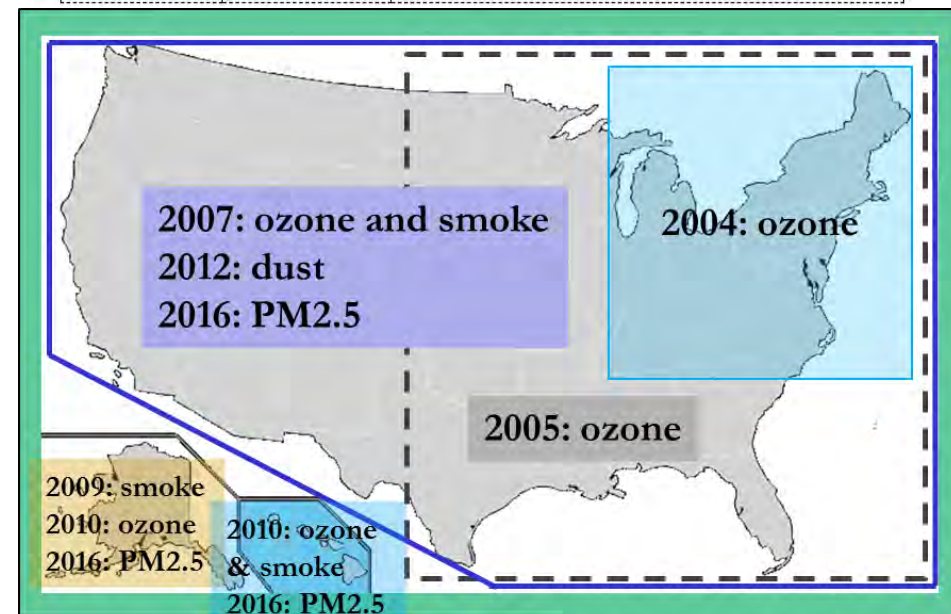 2007: ozone and smoke
2012: dust
2016: PM2.5
2004: ozone
2005: ozone
2009: smoke
2010: ozone
2016: PM2.5
2010: ozone
& smoke
2016: PM2.5